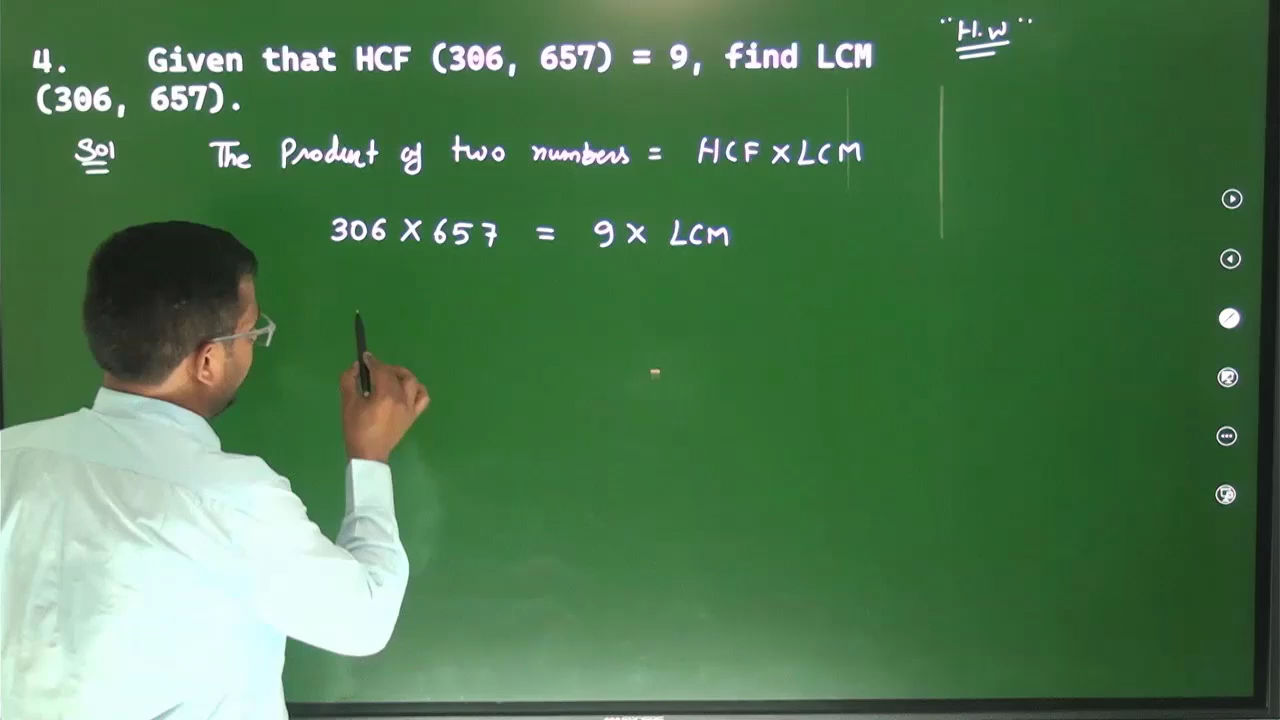 "H.W"
4. Given that HCF (306, 657) = 9, find LCM
(306, 657).
Sol The Product of two numbers = HCF × LCM
306 × 657 = 9 × LCM